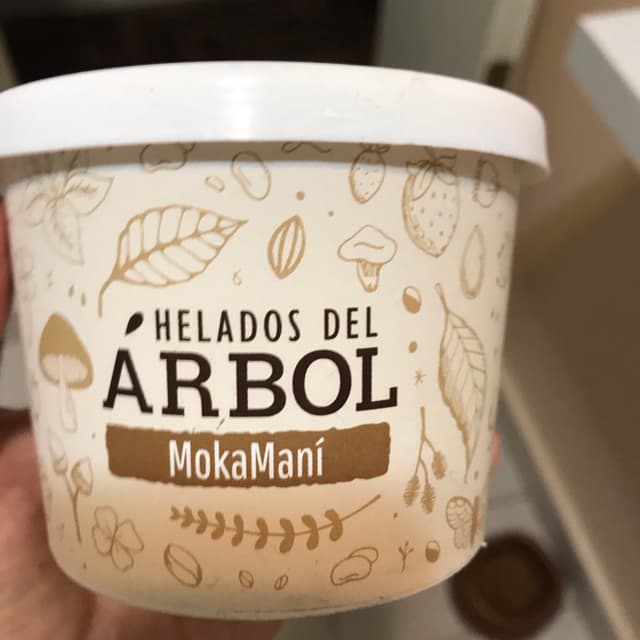 HELADOS DEL
ÁRBOL
MokaManí